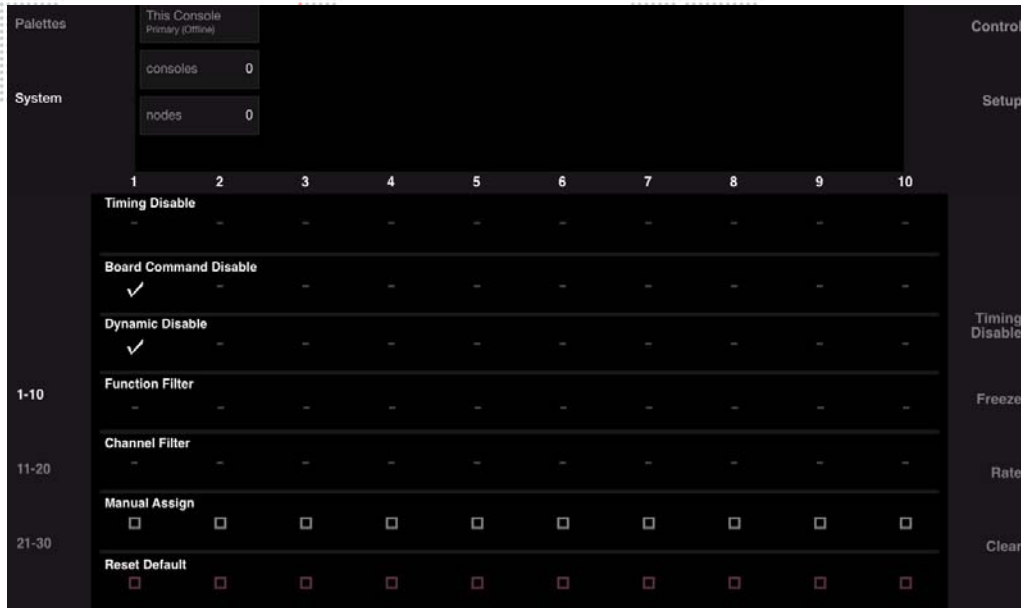 Palettes
This Console
Primary (Offline)
Control
consoles 0
System
Setup
nodes 0
1 2 3 4 5 6 7 8 9 10
Timing Disable
- - - - - - - - - -
Board Command Disable
✓ - - - - - - - - -
Dynamic Disable
✓ - - - - - - - - -
Timing
Disable
Function Filter
1-10
- - - - - - - - - -
Freeze
Channel Filter
11-20
- - - - - - - - - -
Rate
Manual Assign
21-30
Clear
Reset Default